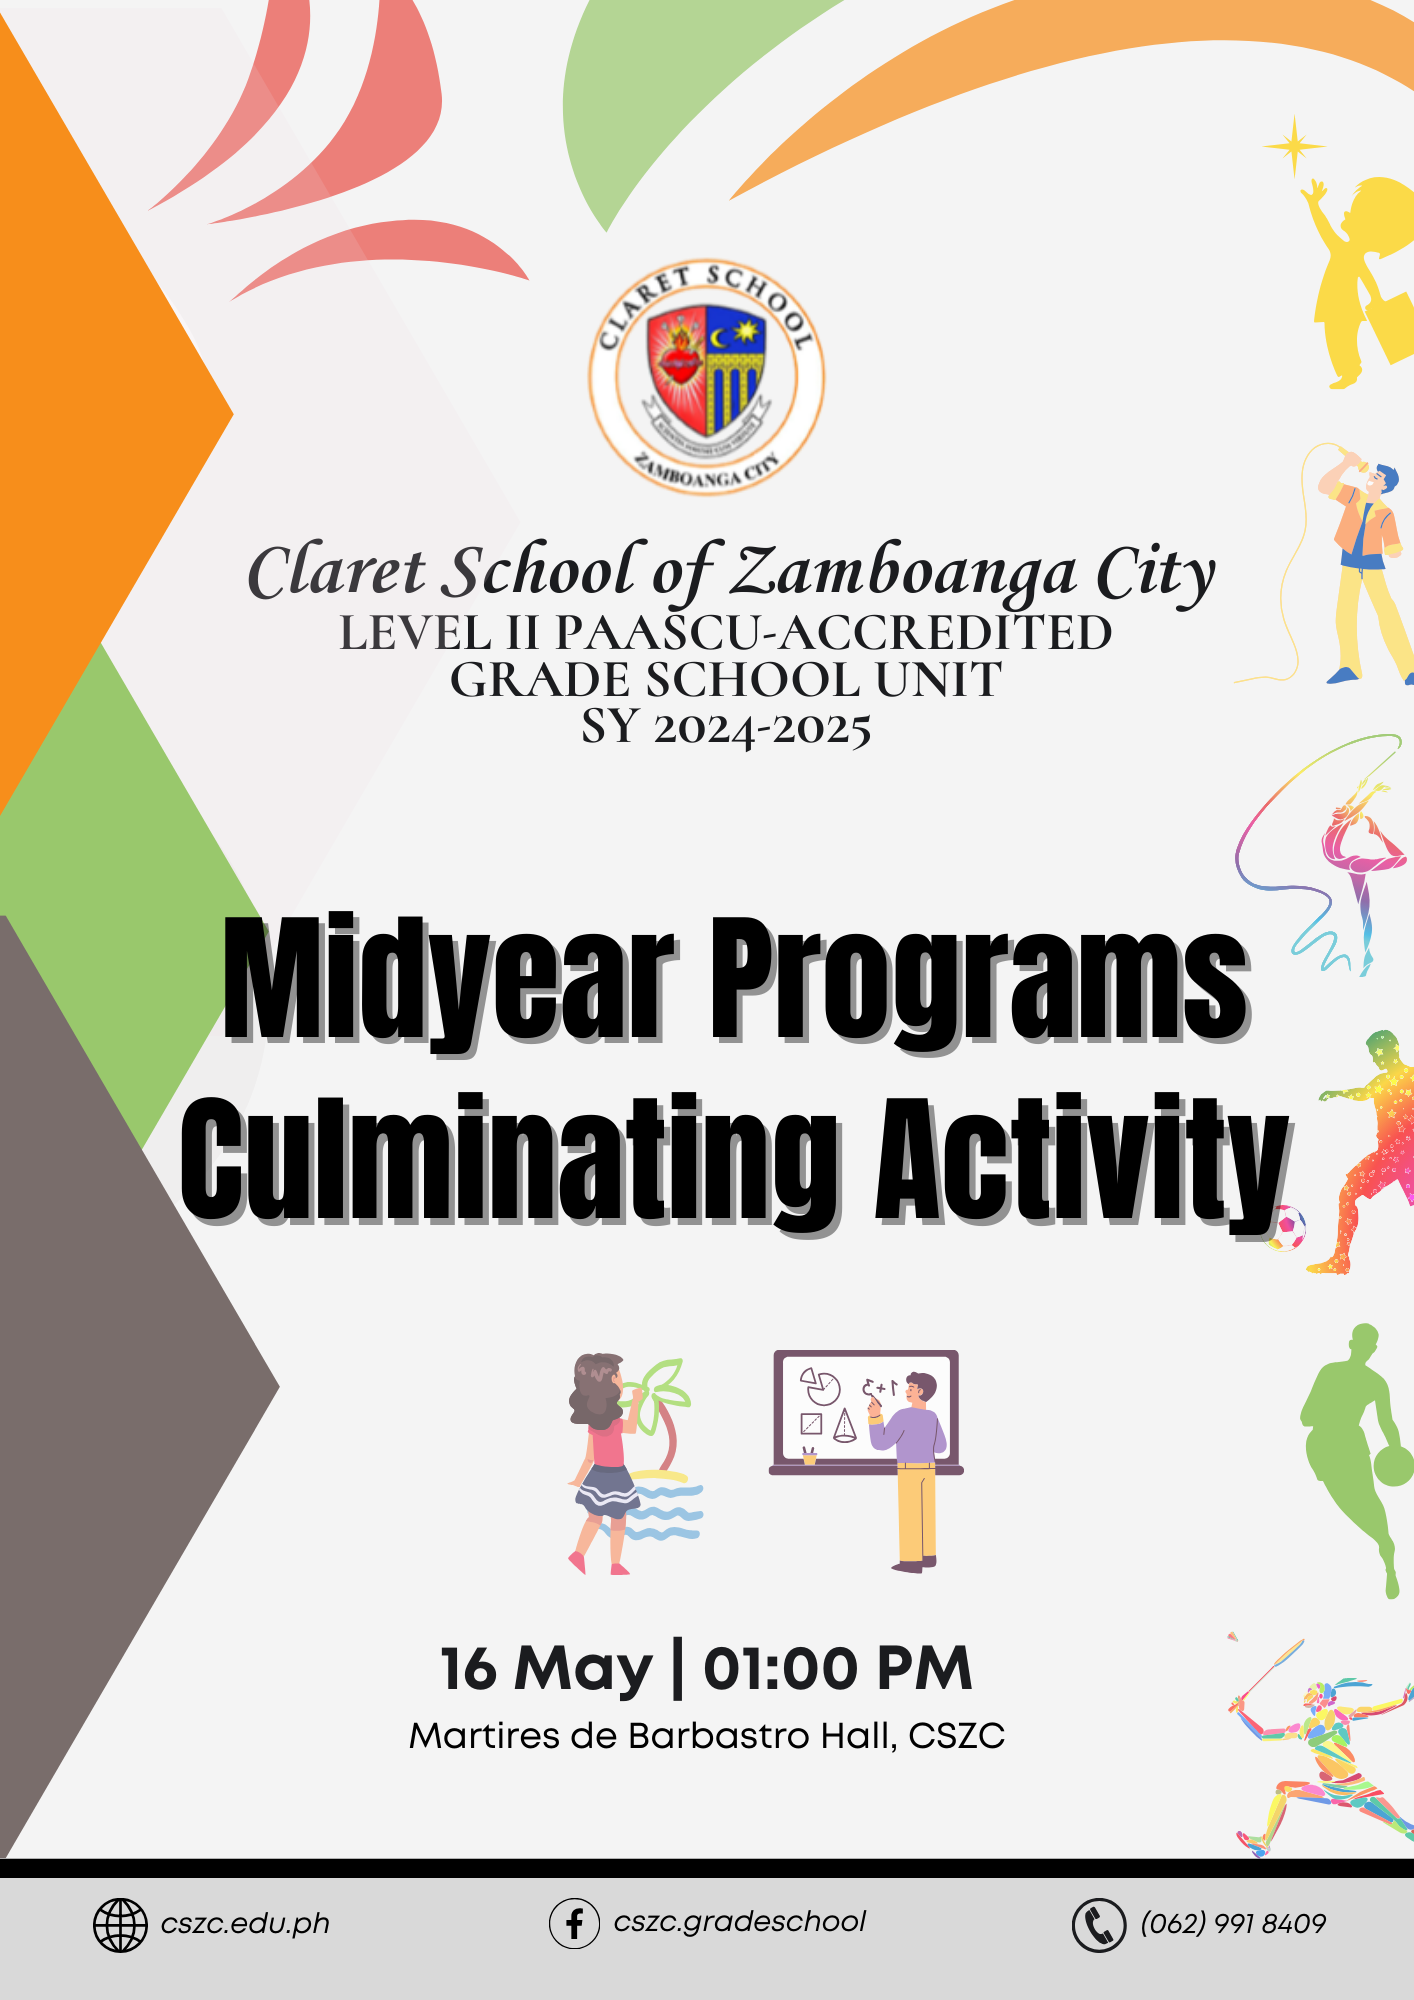 CLARET SCHOOL
ZAMBOANGA CITY
Claret School of Zamboanga City
LEVEL II PAASCU-ACCREDITED
GRADE SCHOOL UNIT
SY 2024-2025
Midyear Programs
Culminating Activity
16 May | 01:00 PM
Martires de Barbastro Hall, CSZC
cszc.edu.ph
cszc.gradeschool
(062) 991 8409